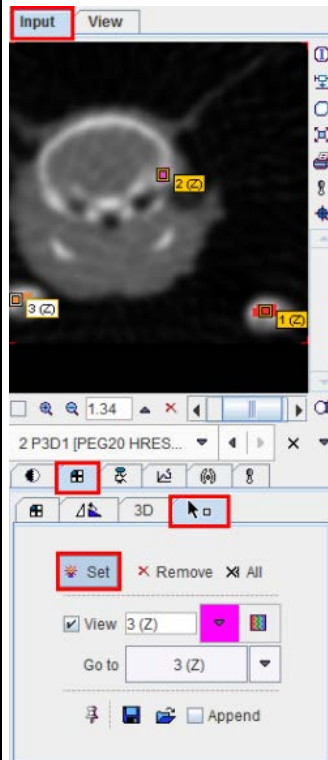 Input View
2 (Z)
3 (Z)
1 (Z)
1.34
2 P3D1 [PEG20 HRES...
3D
Set Remove All
View 3 (Z)
Go to 3 (Z)
Append